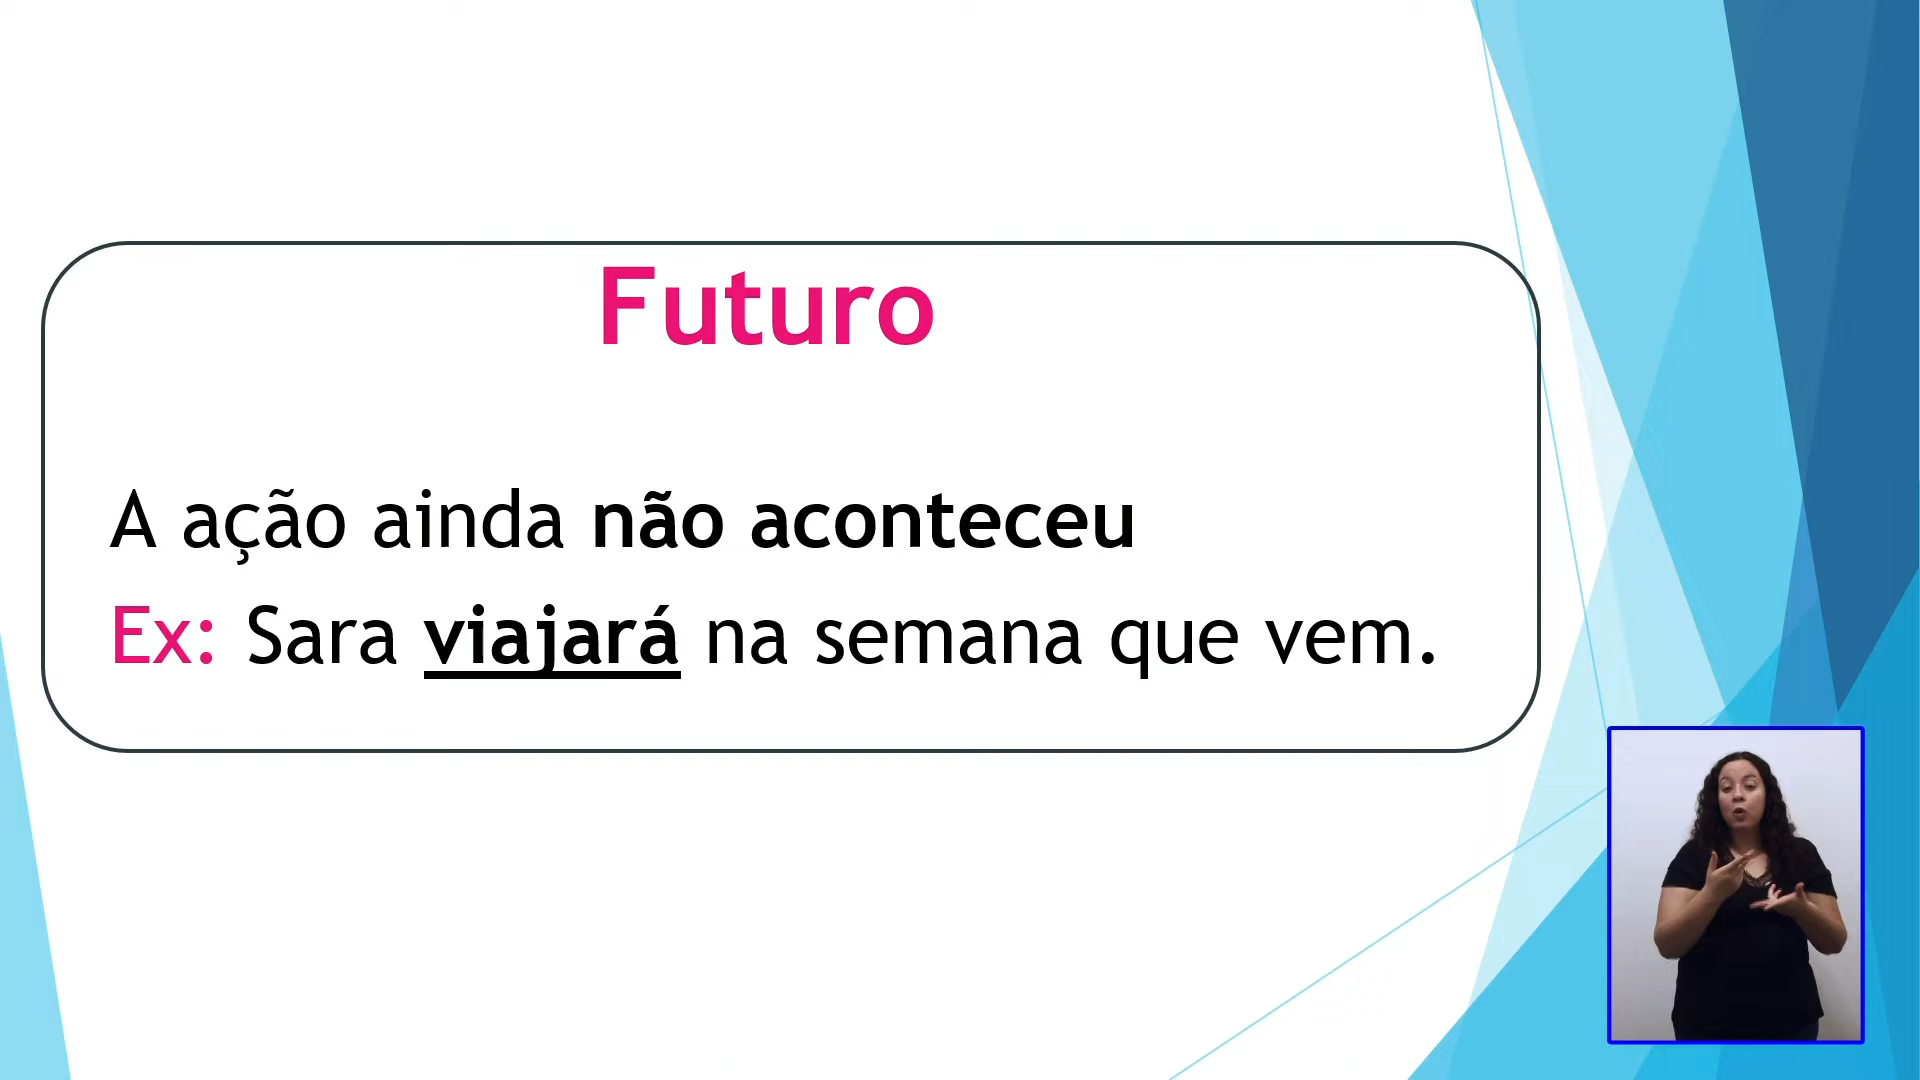 Futuro
A ação ainda não aconteceu
Ex: Sara viajará na semana que vem.